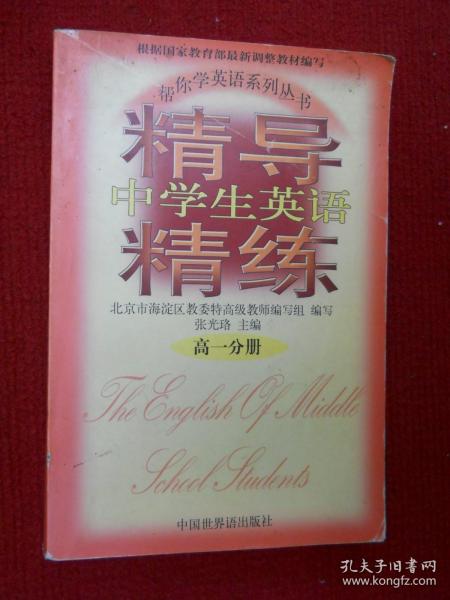 根据国家教育部最新调整教材编写
帮你学英语系列丛书
精导
中学生英语
精练
北京市海淀区教委特高级教师编写组 编写
张光珞 主编
高一分册
The English Of Middle
School Students
中国世界语出版社
孔夫子旧书网
www.kongfz.com